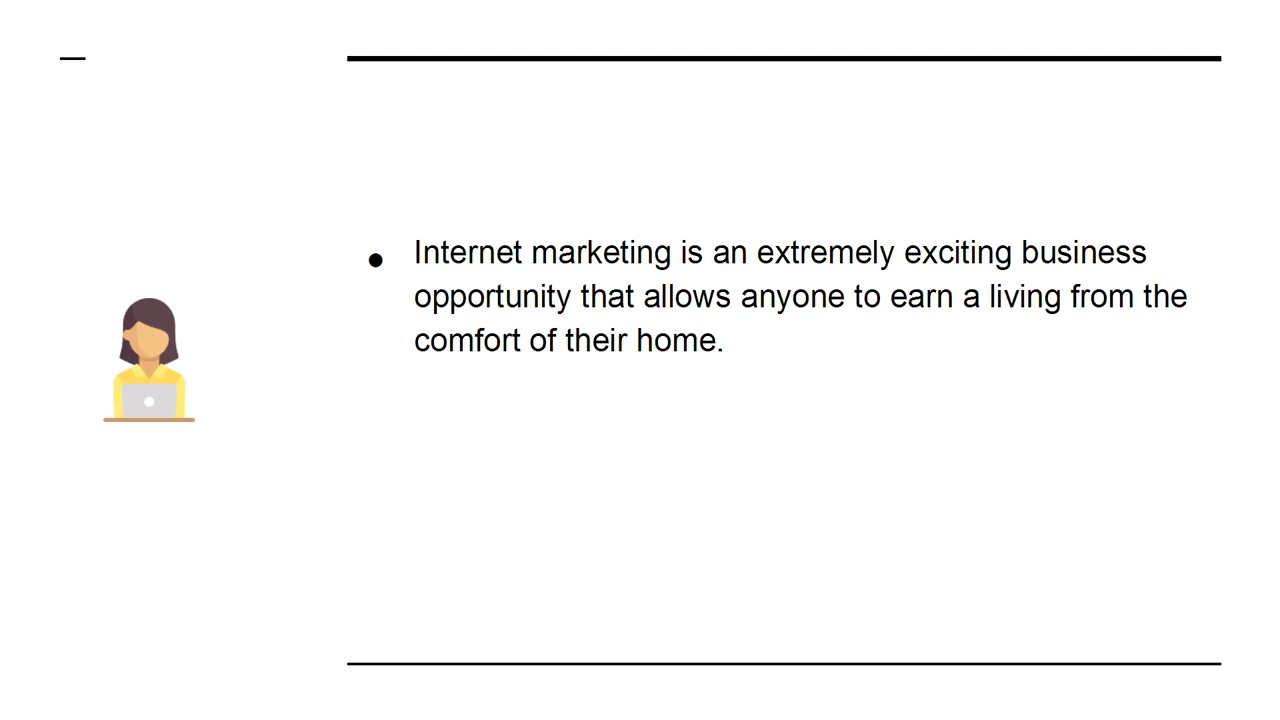 Internet marketing is an extremely exciting business
opportunity that allows anyone to earn a living from the
comfort of their home.